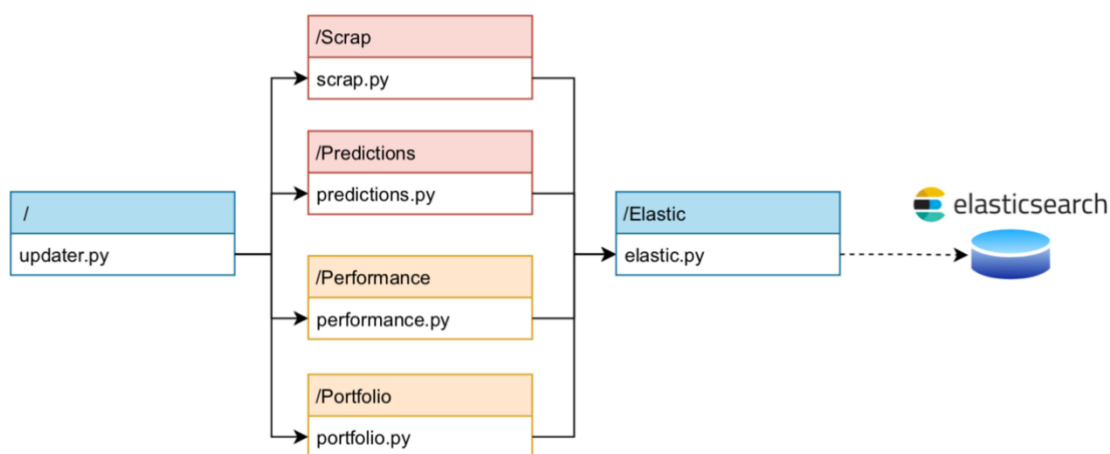 /Scrap
scrap.py
/Predictions
predictions.py
/
updater.py
/Elastic
elastic.py
elasticsearch
/Performance
performance.py
/Portfolio
portfolio.py